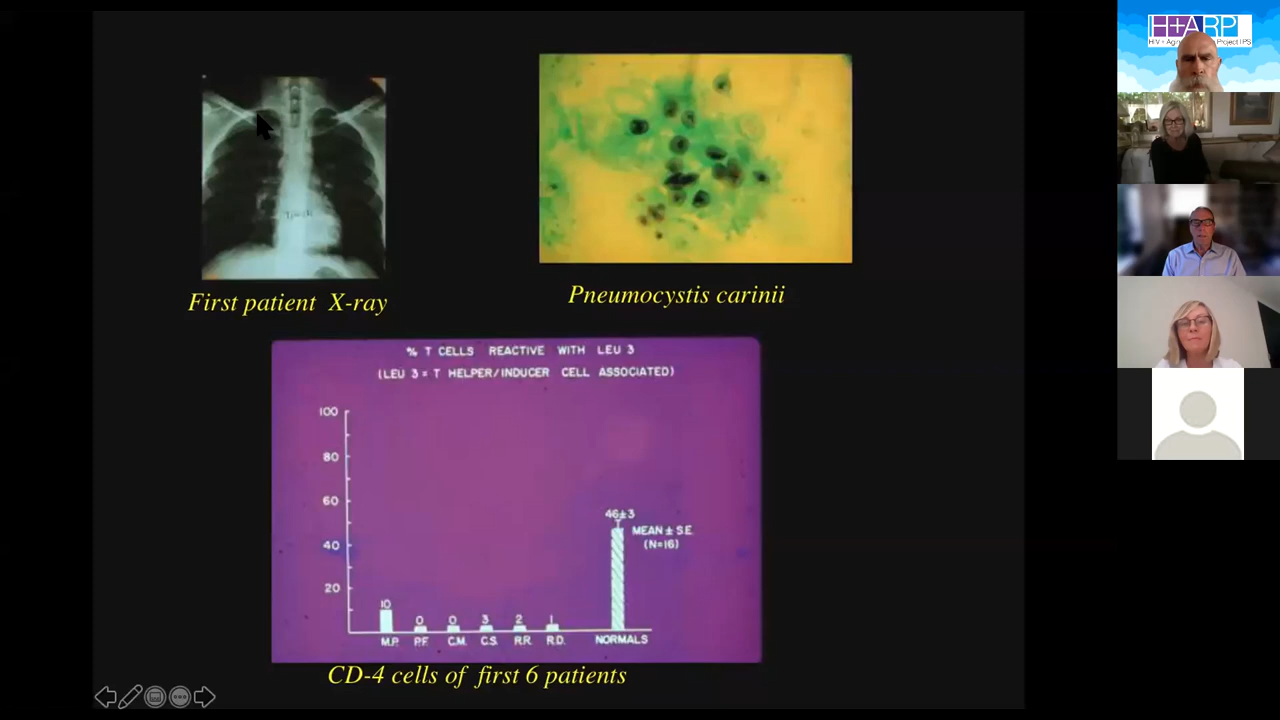 H+ARP
First patient X-ray
Pneumocystis carinii
% T CELLS REACTIVE WITH LEU 3
(LEU 3 = T HELPER/INDUCER CELL ASSOCIATED)
100
80
60
40
20
10
0
0
3
2
1
46±3
MEAN ± S.E.
(N=16)
M.P.
P.F.
C.M.
C.S.
R.R.
R.D.
NORMALS
CD-4 cells of first 6 patients